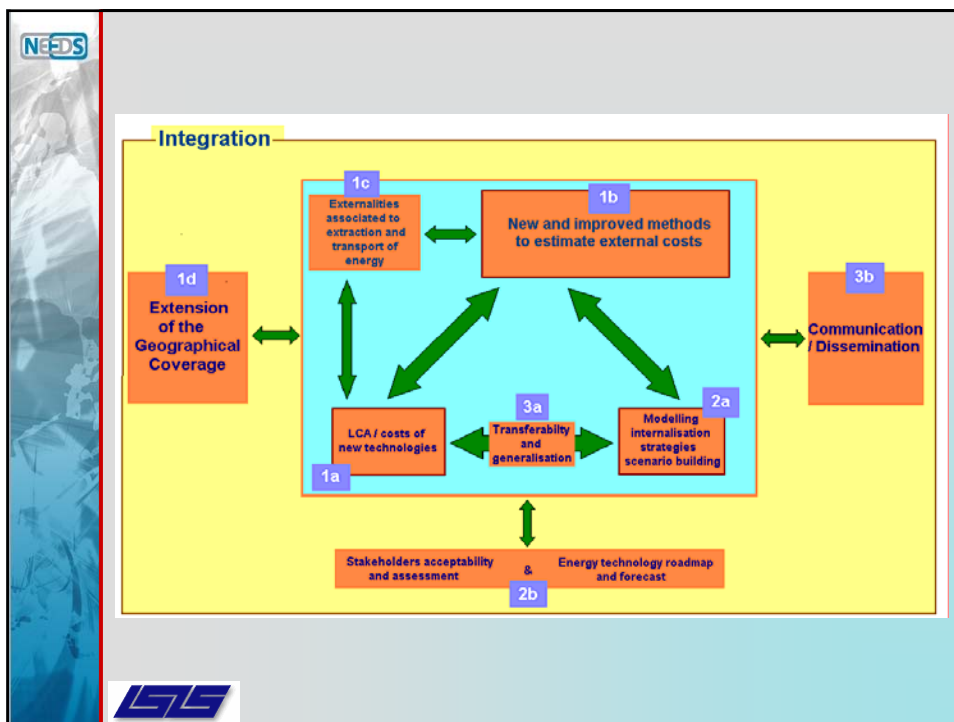 NEEDS
Integration
1c
Externalities
associated to
extraction and
transport of
energy
1b
New and improved methods
to estimate external costs
1d
Extension
of the
Geographical
Coverage
3b
Communication
/ Dissemination
LCA / costs of
new technologies
1a
3a
Transferabilty
and
generalisation
2a
Modelling
internalisation
strategies
scenario building
Stakeholders acceptability
and assessment
&
Energy technology roadmap
and forecast
2b
ISIS